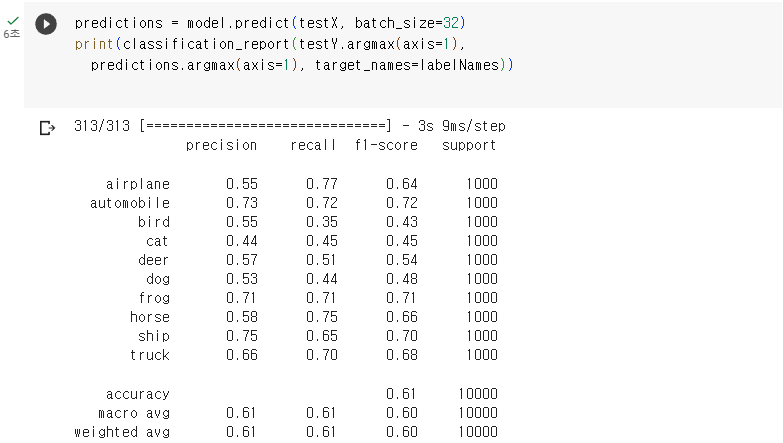 predictions = model.predict(testX, batch_size=32)
print(classification_report(testY.argmax(axis=1),
predictions.argmax(axis=1), target_names=labelNames))
6초
313/313 [==============================] - 3s 9ms/step
precision recall f1-score support
airplane 0.55 0.77 0.64 1000
automobile 0.73 0.72 0.72 1000
bird 0.55 0.35 0.43 1000
cat 0.44 0.45 0.45 1000
deer 0.57 0.51 0.54 1000
dog 0.53 0.44 0.48 1000
frog 0.71 0.71 0.71 1000
horse 0.58 0.75 0.66 1000
ship 0.75 0.65 0.70 1000
truck 0.66 0.70 0.68 1000
accuracy 0.61 10000
macro avg 0.61 0.61 0.60 10000
weighted avg 0.61 0.61 0.60 10000